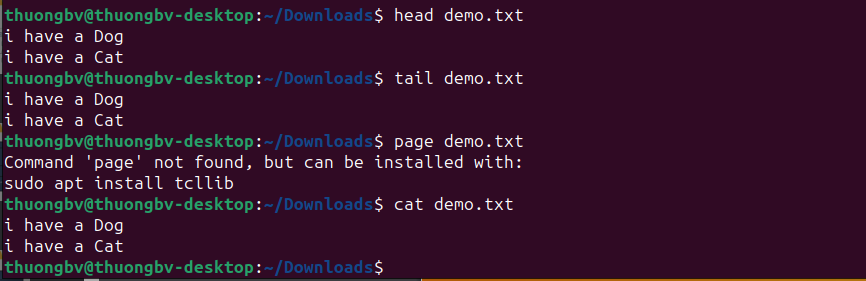 thuongbv@thuongbv-desktop:~/Downloads$ head demo.txt
i have a Dog
i have a Cat
thuongbv@thuongbv-desktop:~/Downloads$ tail demo.txt
i have a Dog
i have a Cat
thuongbv@thuongbv-desktop:~/Downloads$ page demo.txt
Command 'page' not found, but can be installed with:
sudo apt install tcllib
thuongbv@thuongbv-desktop:~/Downloads$ cat demo.txt
i have a Dog
i have a Cat
thuongbv@thuongbv-desktop:~/Downloads$